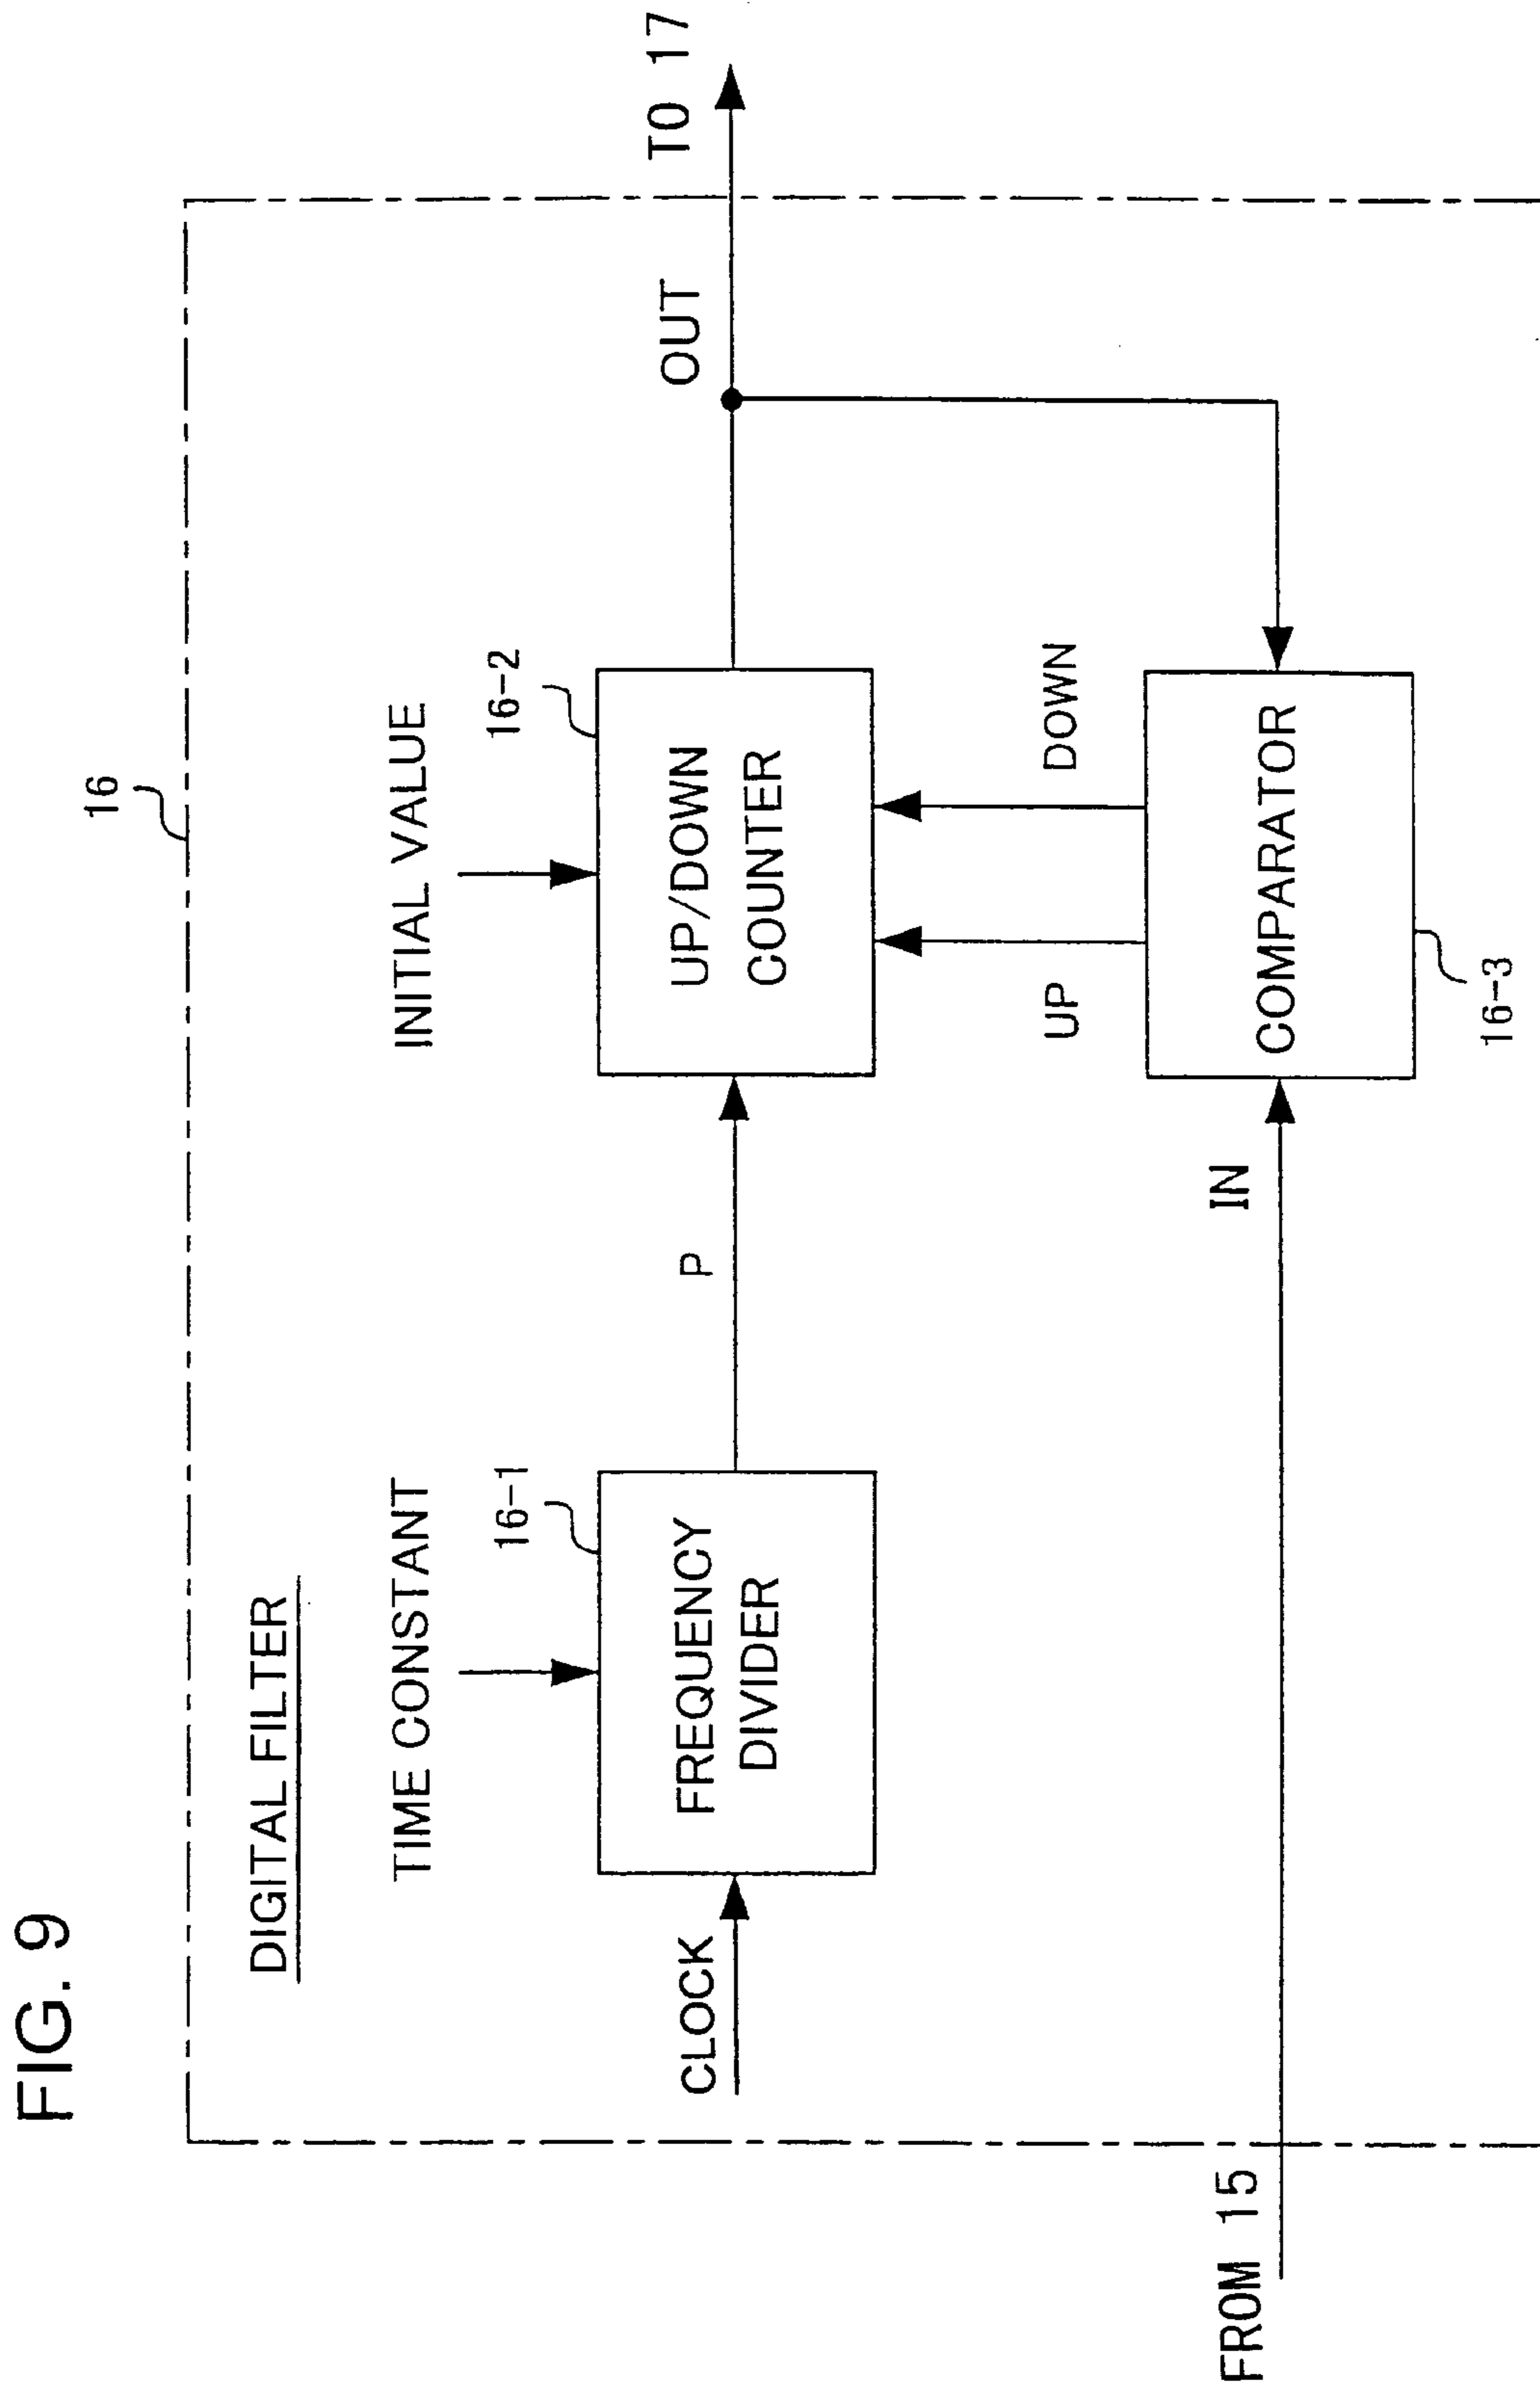 FIG. 9
16
DIGITAL FILTER
TIME CONSTANT
INITIAL VALUE
16-1
16-2
CLOCK
FREQUENCY
DIVIDER
P
UP/DOWN
COUNTER
OUT
TO 17
UP
DOWN
FROM 15
IN
COMPARATOR
16-3